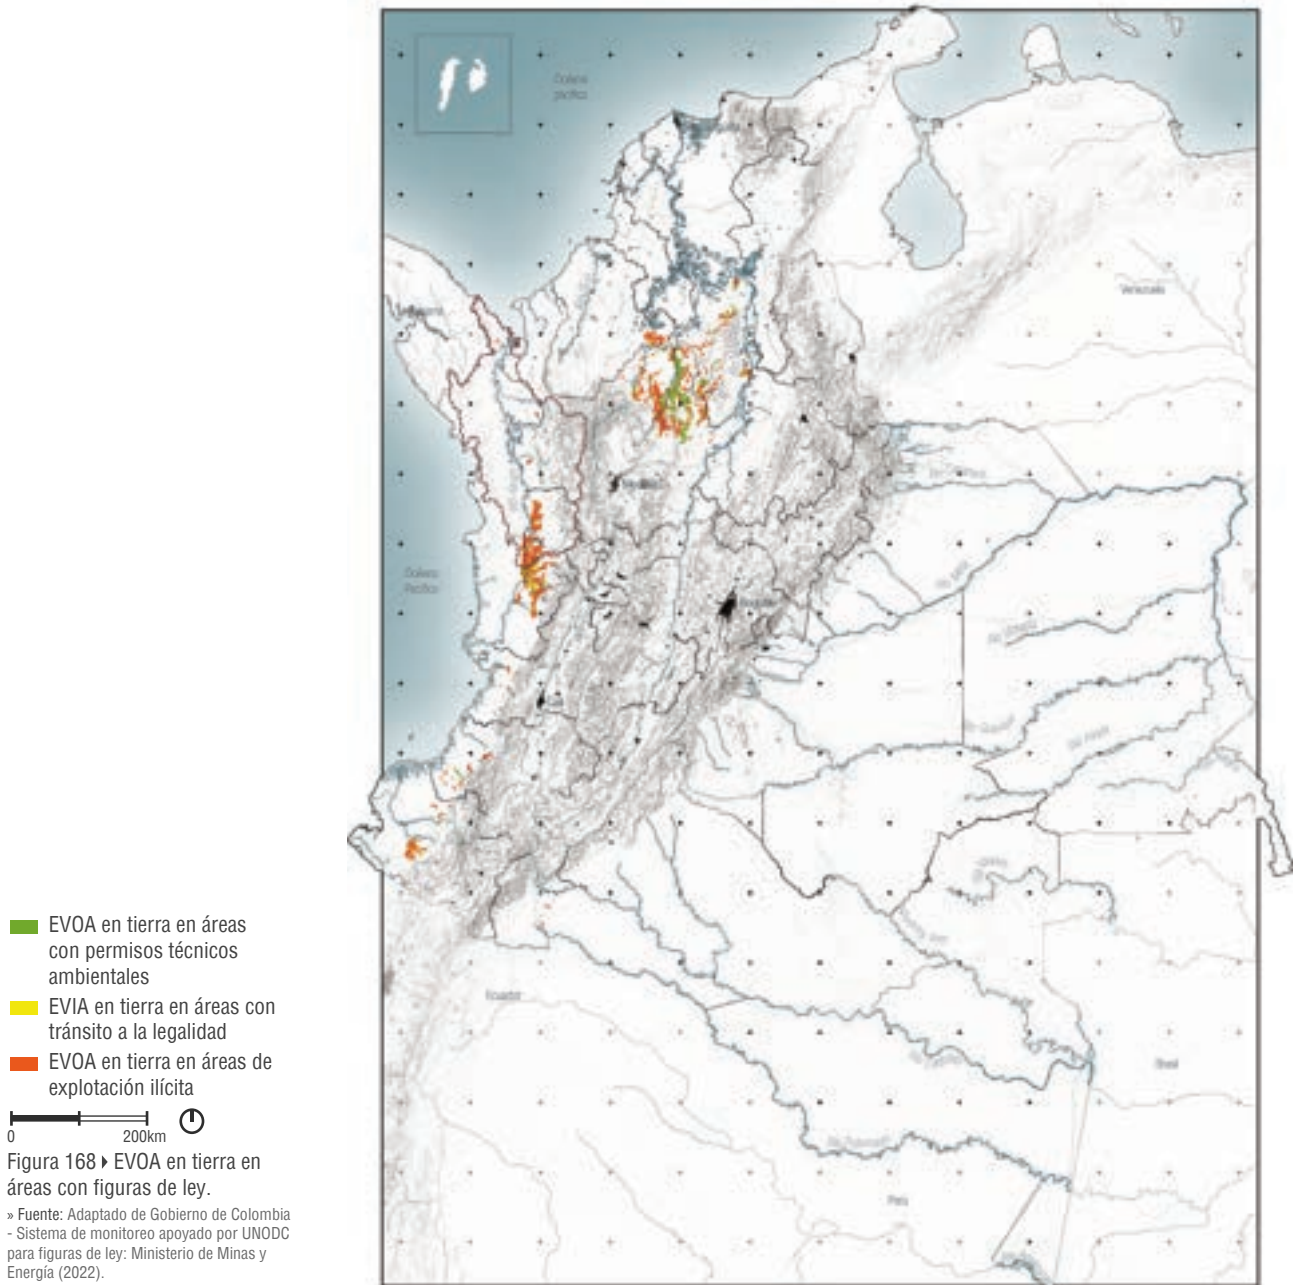 Océano
pacífico
Venezuela
Océano
Pacífico
Ecuador
Brasil
Perú
EVOA en tierra en áreas
con permisos técnicos
ambientales
EVIA en tierra en áreas con
tránsito a la legalidad
EVOA en tierra en áreas de
explotación ilícita
0 200km
Figura 168 ▸ EVOA en tierra en
áreas con figuras de ley.
» Fuente: Adaptado de Gobierno de Colombia
- Sistema de monitoreo apoyado por UNODC
para figuras de ley: Ministerio de Minas y
Energía (2022).